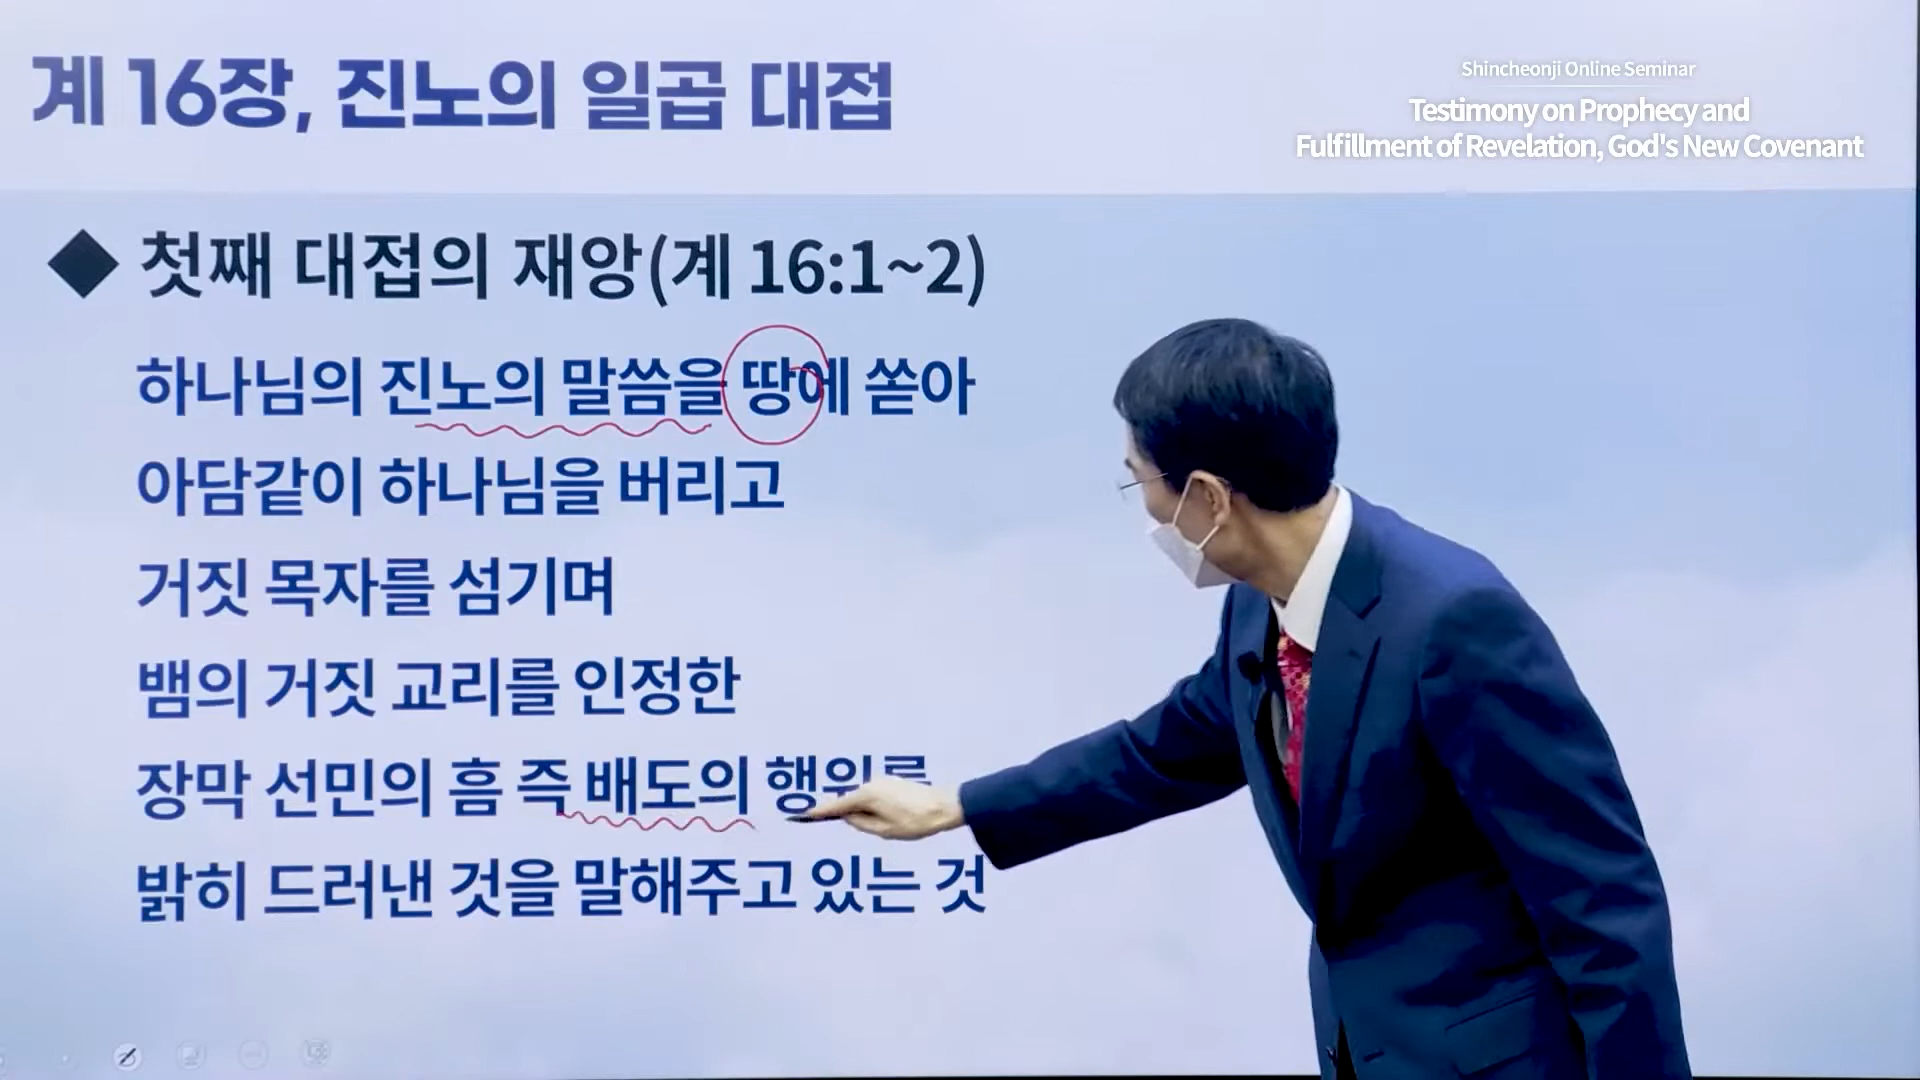 계 16장, 진노의 일곱 대접
Shincheonji Online Seminar
Testimony on Prophecy and
Fulfillment of Revelation, God's New Covenant
◆ 첫째 대접의 재앙(계 16:1~2)
하나님의 진노의 말씀을 땅에 쏟아
아담같이 하나님을 버리고
거짓 목자를 섬기며
뱀의 거짓 교리를 인정한
장막 선민의 흠 즉 배도의 행위를
밝히 드러낸 것을 말해주고 있는 것